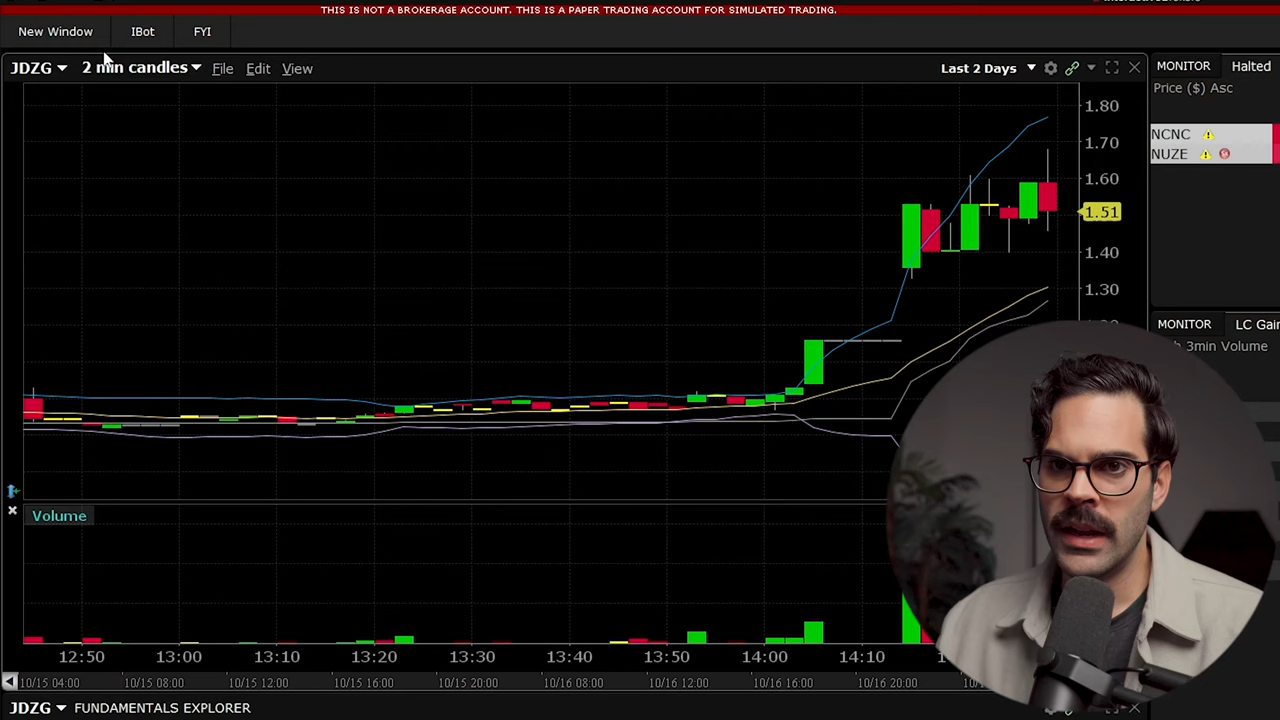 THIS IS NOT A BROKERAGE ACCOUNT. THIS IS A PAPER TRADING ACCOUNT FOR SIMULATED TRADING.
New Window IBot FYI
JDZG 2 min candles File Edit View Last 2 Days
MONITOR Halted
Price ($) Asc
NCNC
NUZE
1.80
1.70
1.60
1.51
1.40
1.30
MONITOR LC Gai
3min Volume
Volume
12:50 13:00 13:10 13:20 13:30 13:40 13:50 14:00 14:10
10/15 04:00 10/15 08:00 10/15 12:00 10/15 16:00 10/15 20:00 10/16 08:00 10/16 12:00 10/16 16:00 10/16 20:00
JDZG FUNDAMENTALS EXPLORER